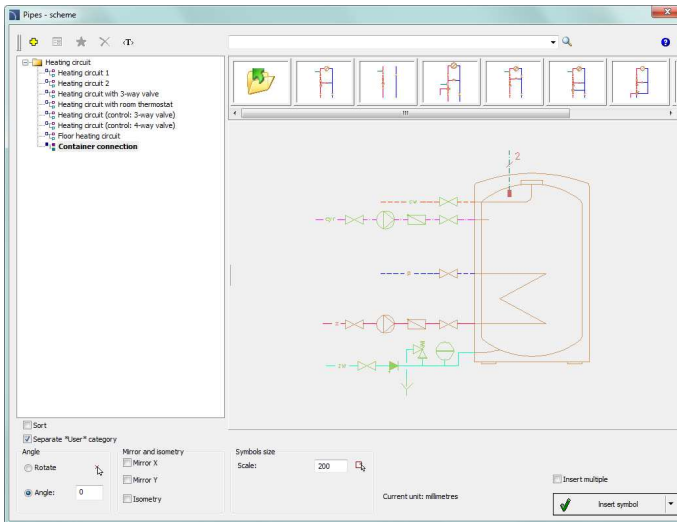 Pipes - scheme
‹T›
Heating circuit
Heating circuit 1
Heating circuit 2
Heating circuit with 3-way valve
Heating circuit with room thermostat
Heating circuit (control: 3-way valve)
Heating circuit (control: 4-way valve)
Floor heating circuit
Container connection
2
cw
cyr
p
z
zw
Sort
Separate "User" category
Angle
Rotate
Angle: 0
Mirror and isometry
Mirror X
Mirror Y
Isometry
Symbols size
Scale: 200
Current unit: millimetres
Insert multiple
Insert symbol